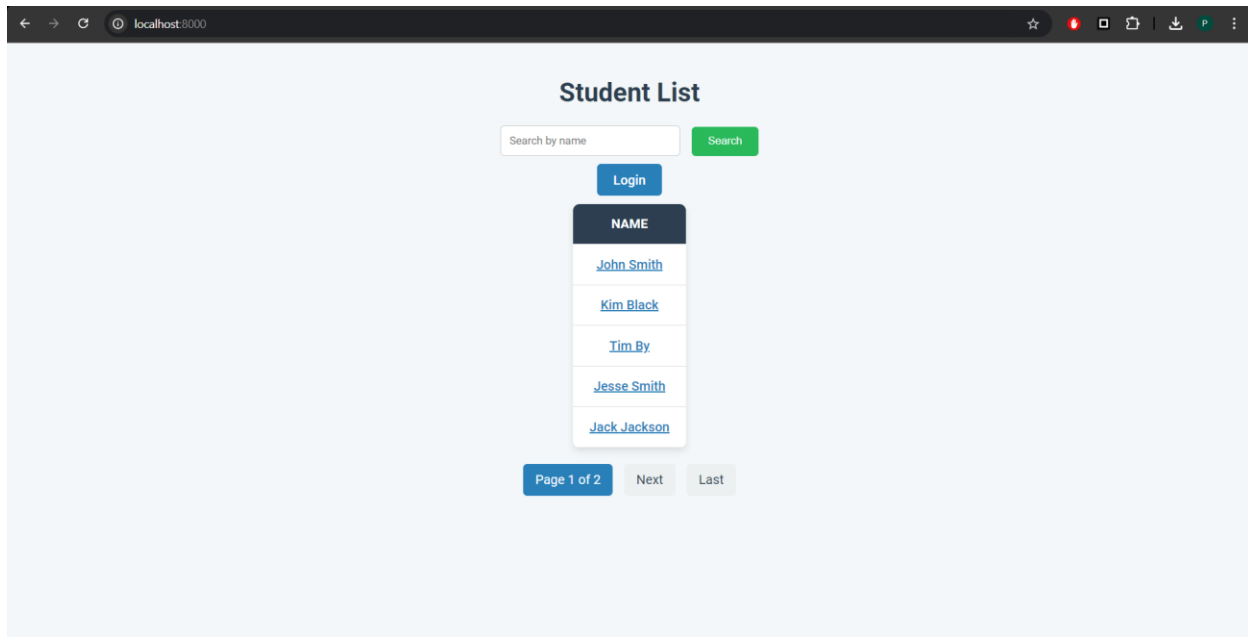 localhost:8000
P
Student List
Search by name Search
Login
NAME
John Smith
Kim Black
Tim By
Jesse Smith
Jack Jackson
Page 1 of 2 Next Last